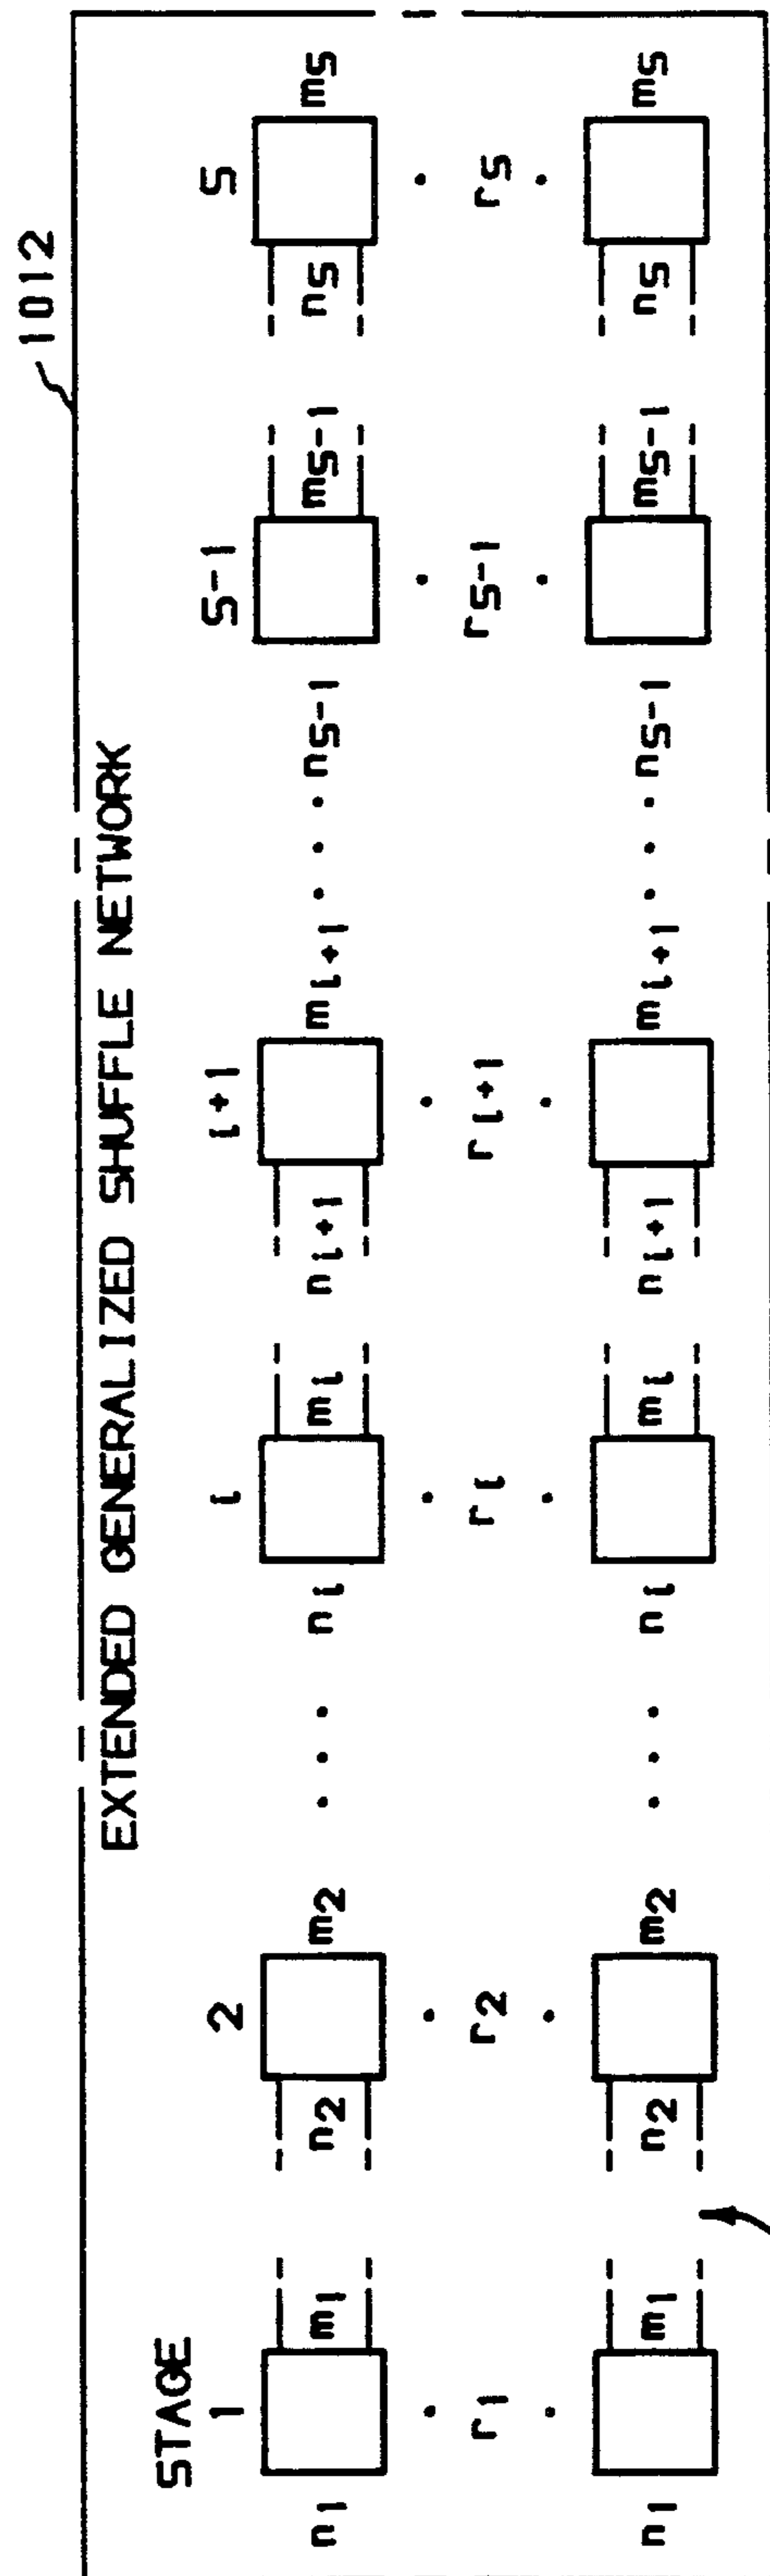 1012
EXTENDED GENERALIZED SHUFFLE NETWORK
STAGE
1 2 i i+1 S-1 S
n1 m1 n2 m2 ... ni mi ni+1 mi+1 ... nS-1 mS-1 nS mS
r1 r2 ri ri+1 rS-1 rS
n1 m1 n2 m2 ... ni mi ni+1 mi+1 ... nS-1 mS-1 nS mS